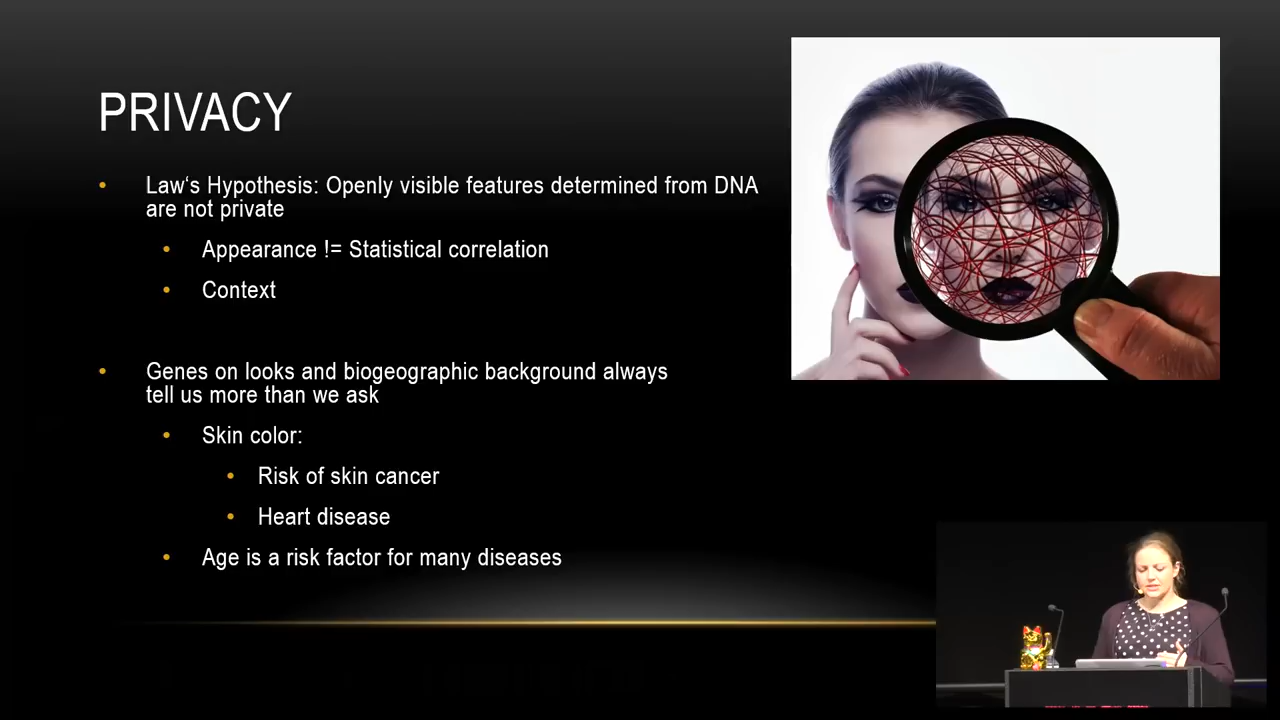 PRIVACY
• Law‘s Hypothesis: Openly visible features determined from DNA
are not private
• Appearance != Statistical correlation
• Context
• Genes on looks and biogeographic background always
tell us more than we ask
• Skin color:
• Risk of skin cancer
• Heart disease
• Age is a risk factor for many diseases